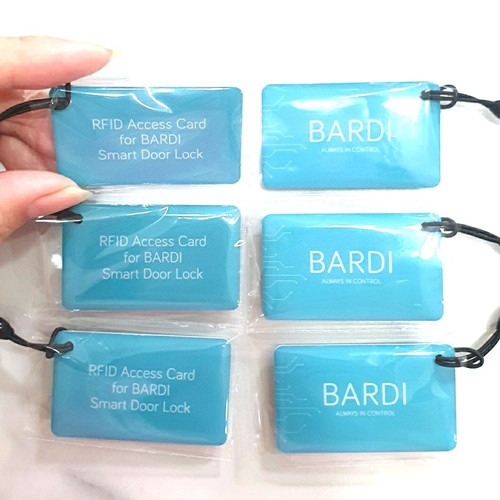 RFID Access Card
for BARDI
Smart Door Lock
BARDI
ALWAYS IN CONTROL
RFID Access Card
for BARDI
Smart Door Lock
BARDI
ALWAYS IN CONTROL
RFID Access Card
for BARDI
Smart Door Lock
BARDI
ALWAYS IN CONTROL